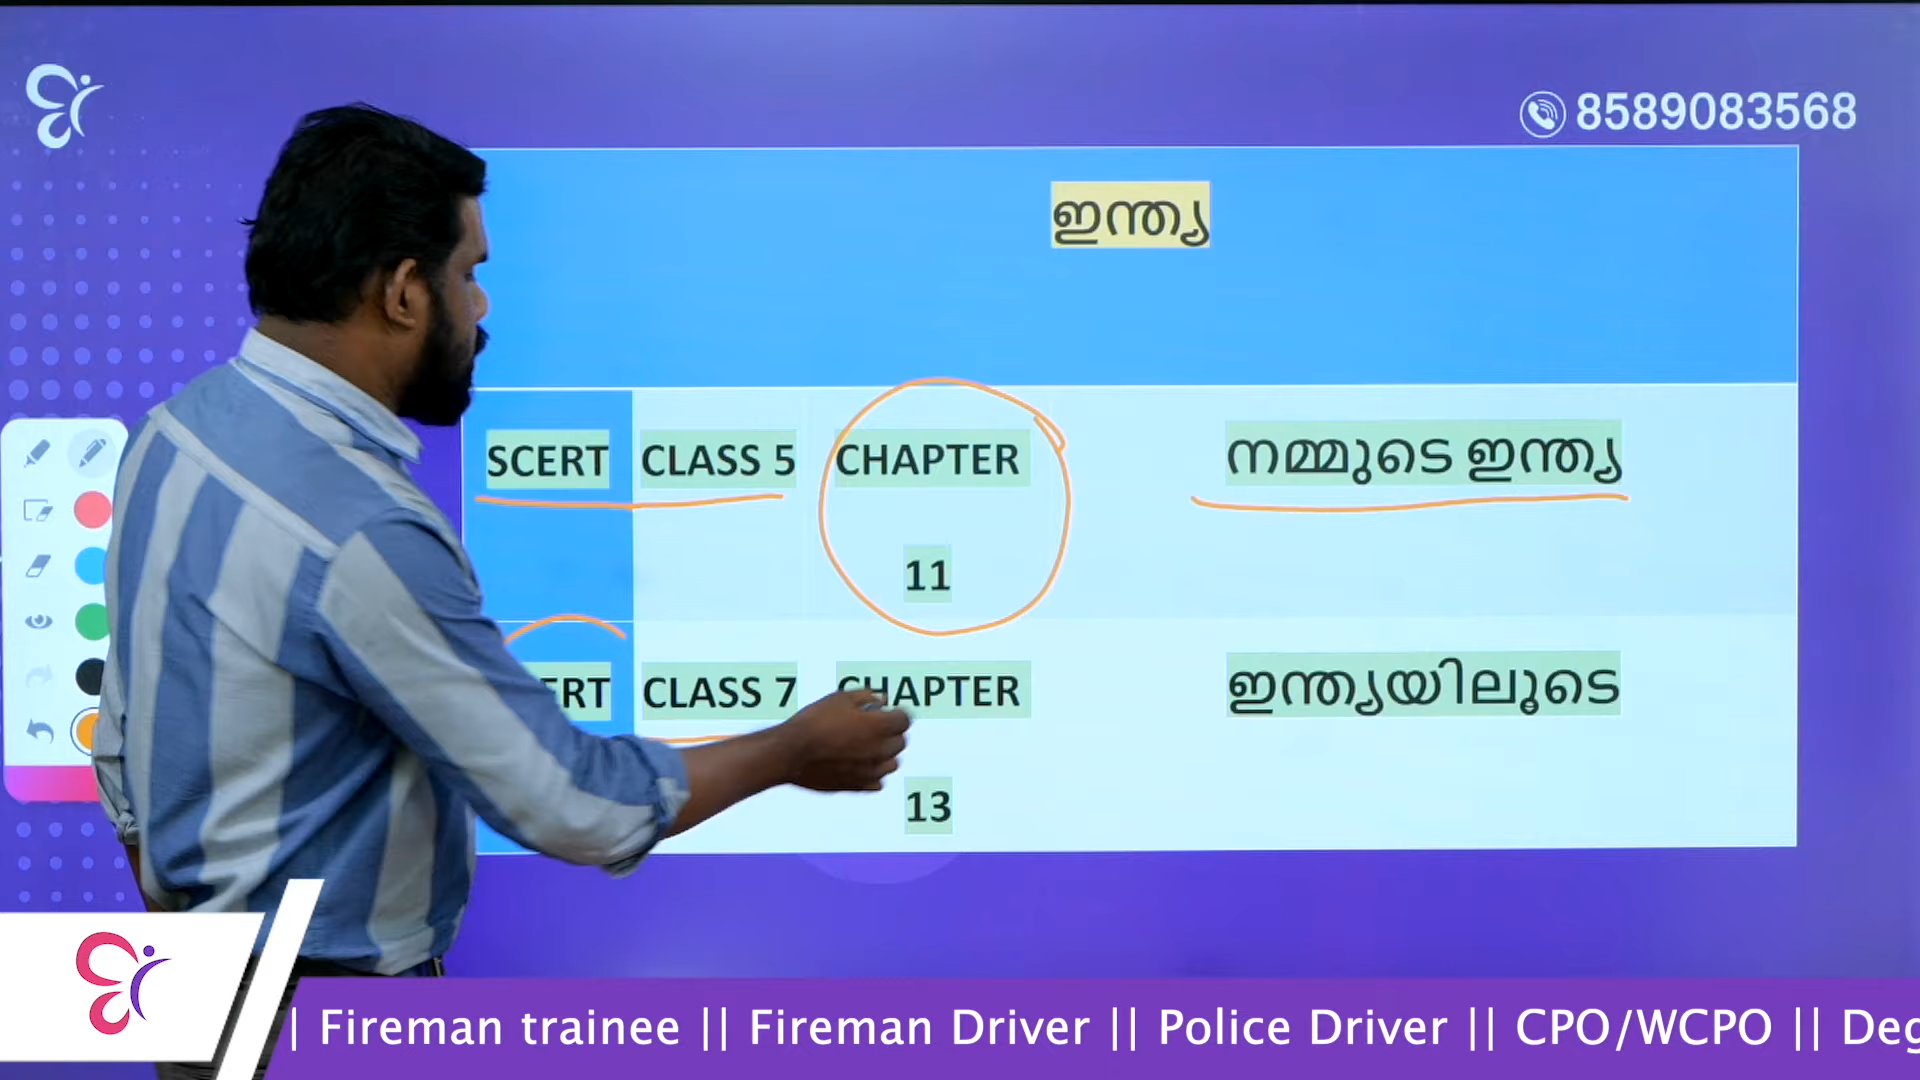 8589083568
ഇന്ത്യ
SCERT CLASS 5 CHAPTER നമ്മുടെ ഇന്ത്യ
11
CLASS 7 CHAPTER ഇന്ത്യയിലൂടെ
13
| Fireman trainee || Fireman Driver || Police Driver || CPO/WCPO ||